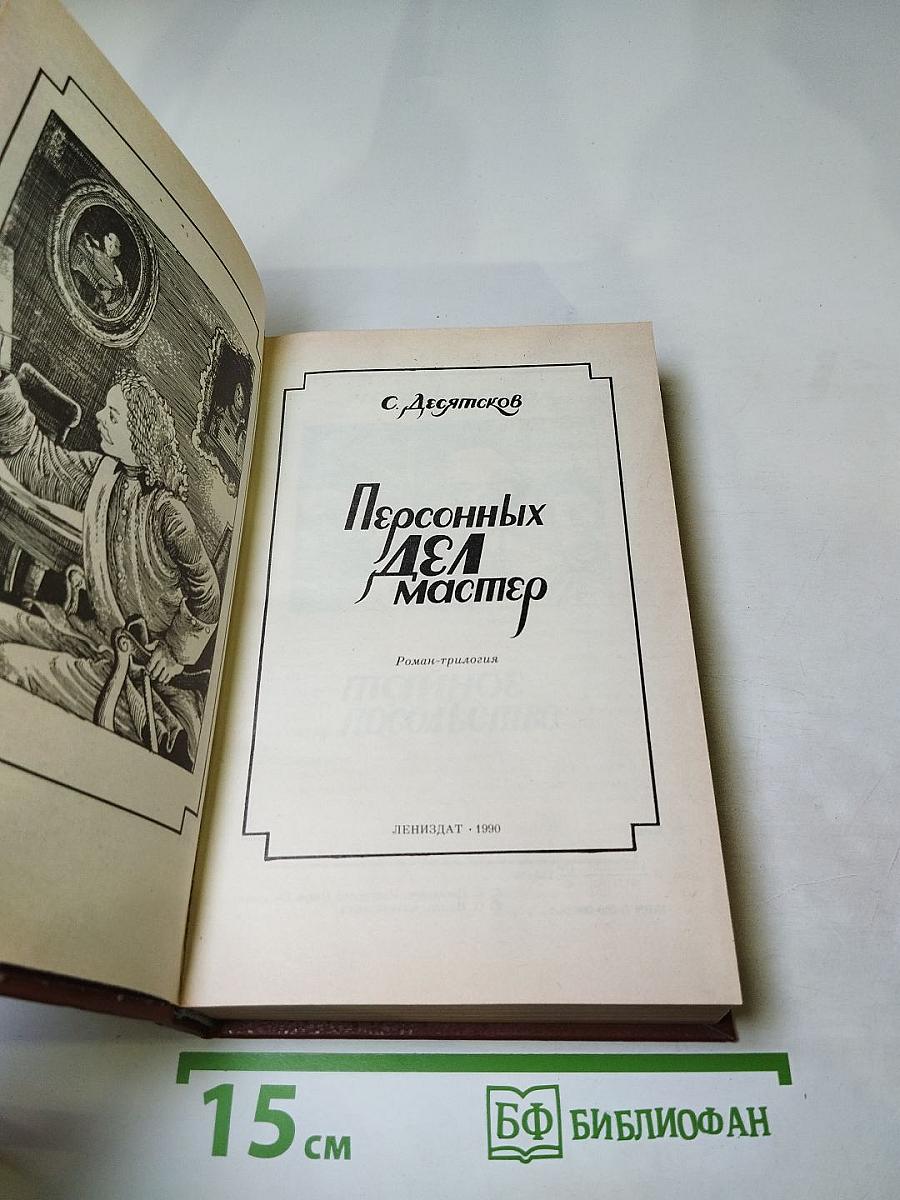 С. Десятсков
Персонных
дел
мастер
Роман-трилогия
ЛЕНИЗДАТ · 1990
15 см
БФ БИБЛИОФАН